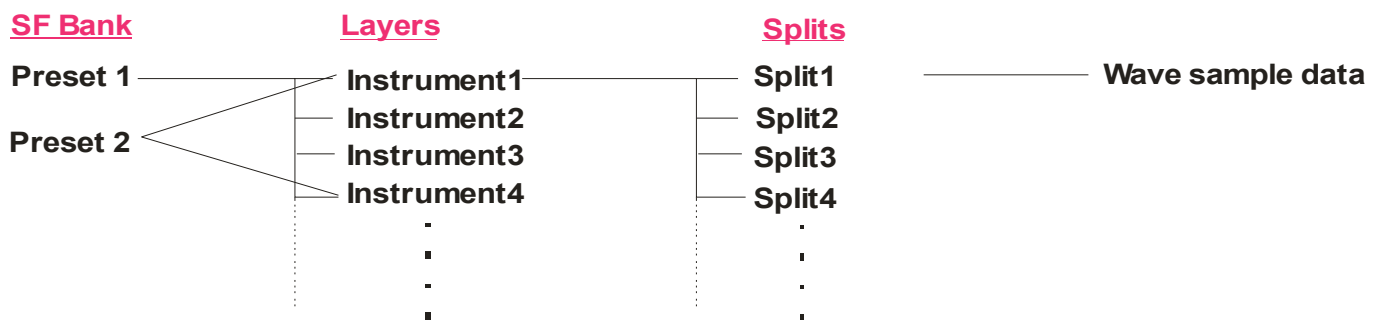 SF Bank Layers Splits
Preset 1 Instrument1 Split1 Wave sample data
Instrument2 Split2
Preset 2 Instrument3 Split3
Instrument4 Split4